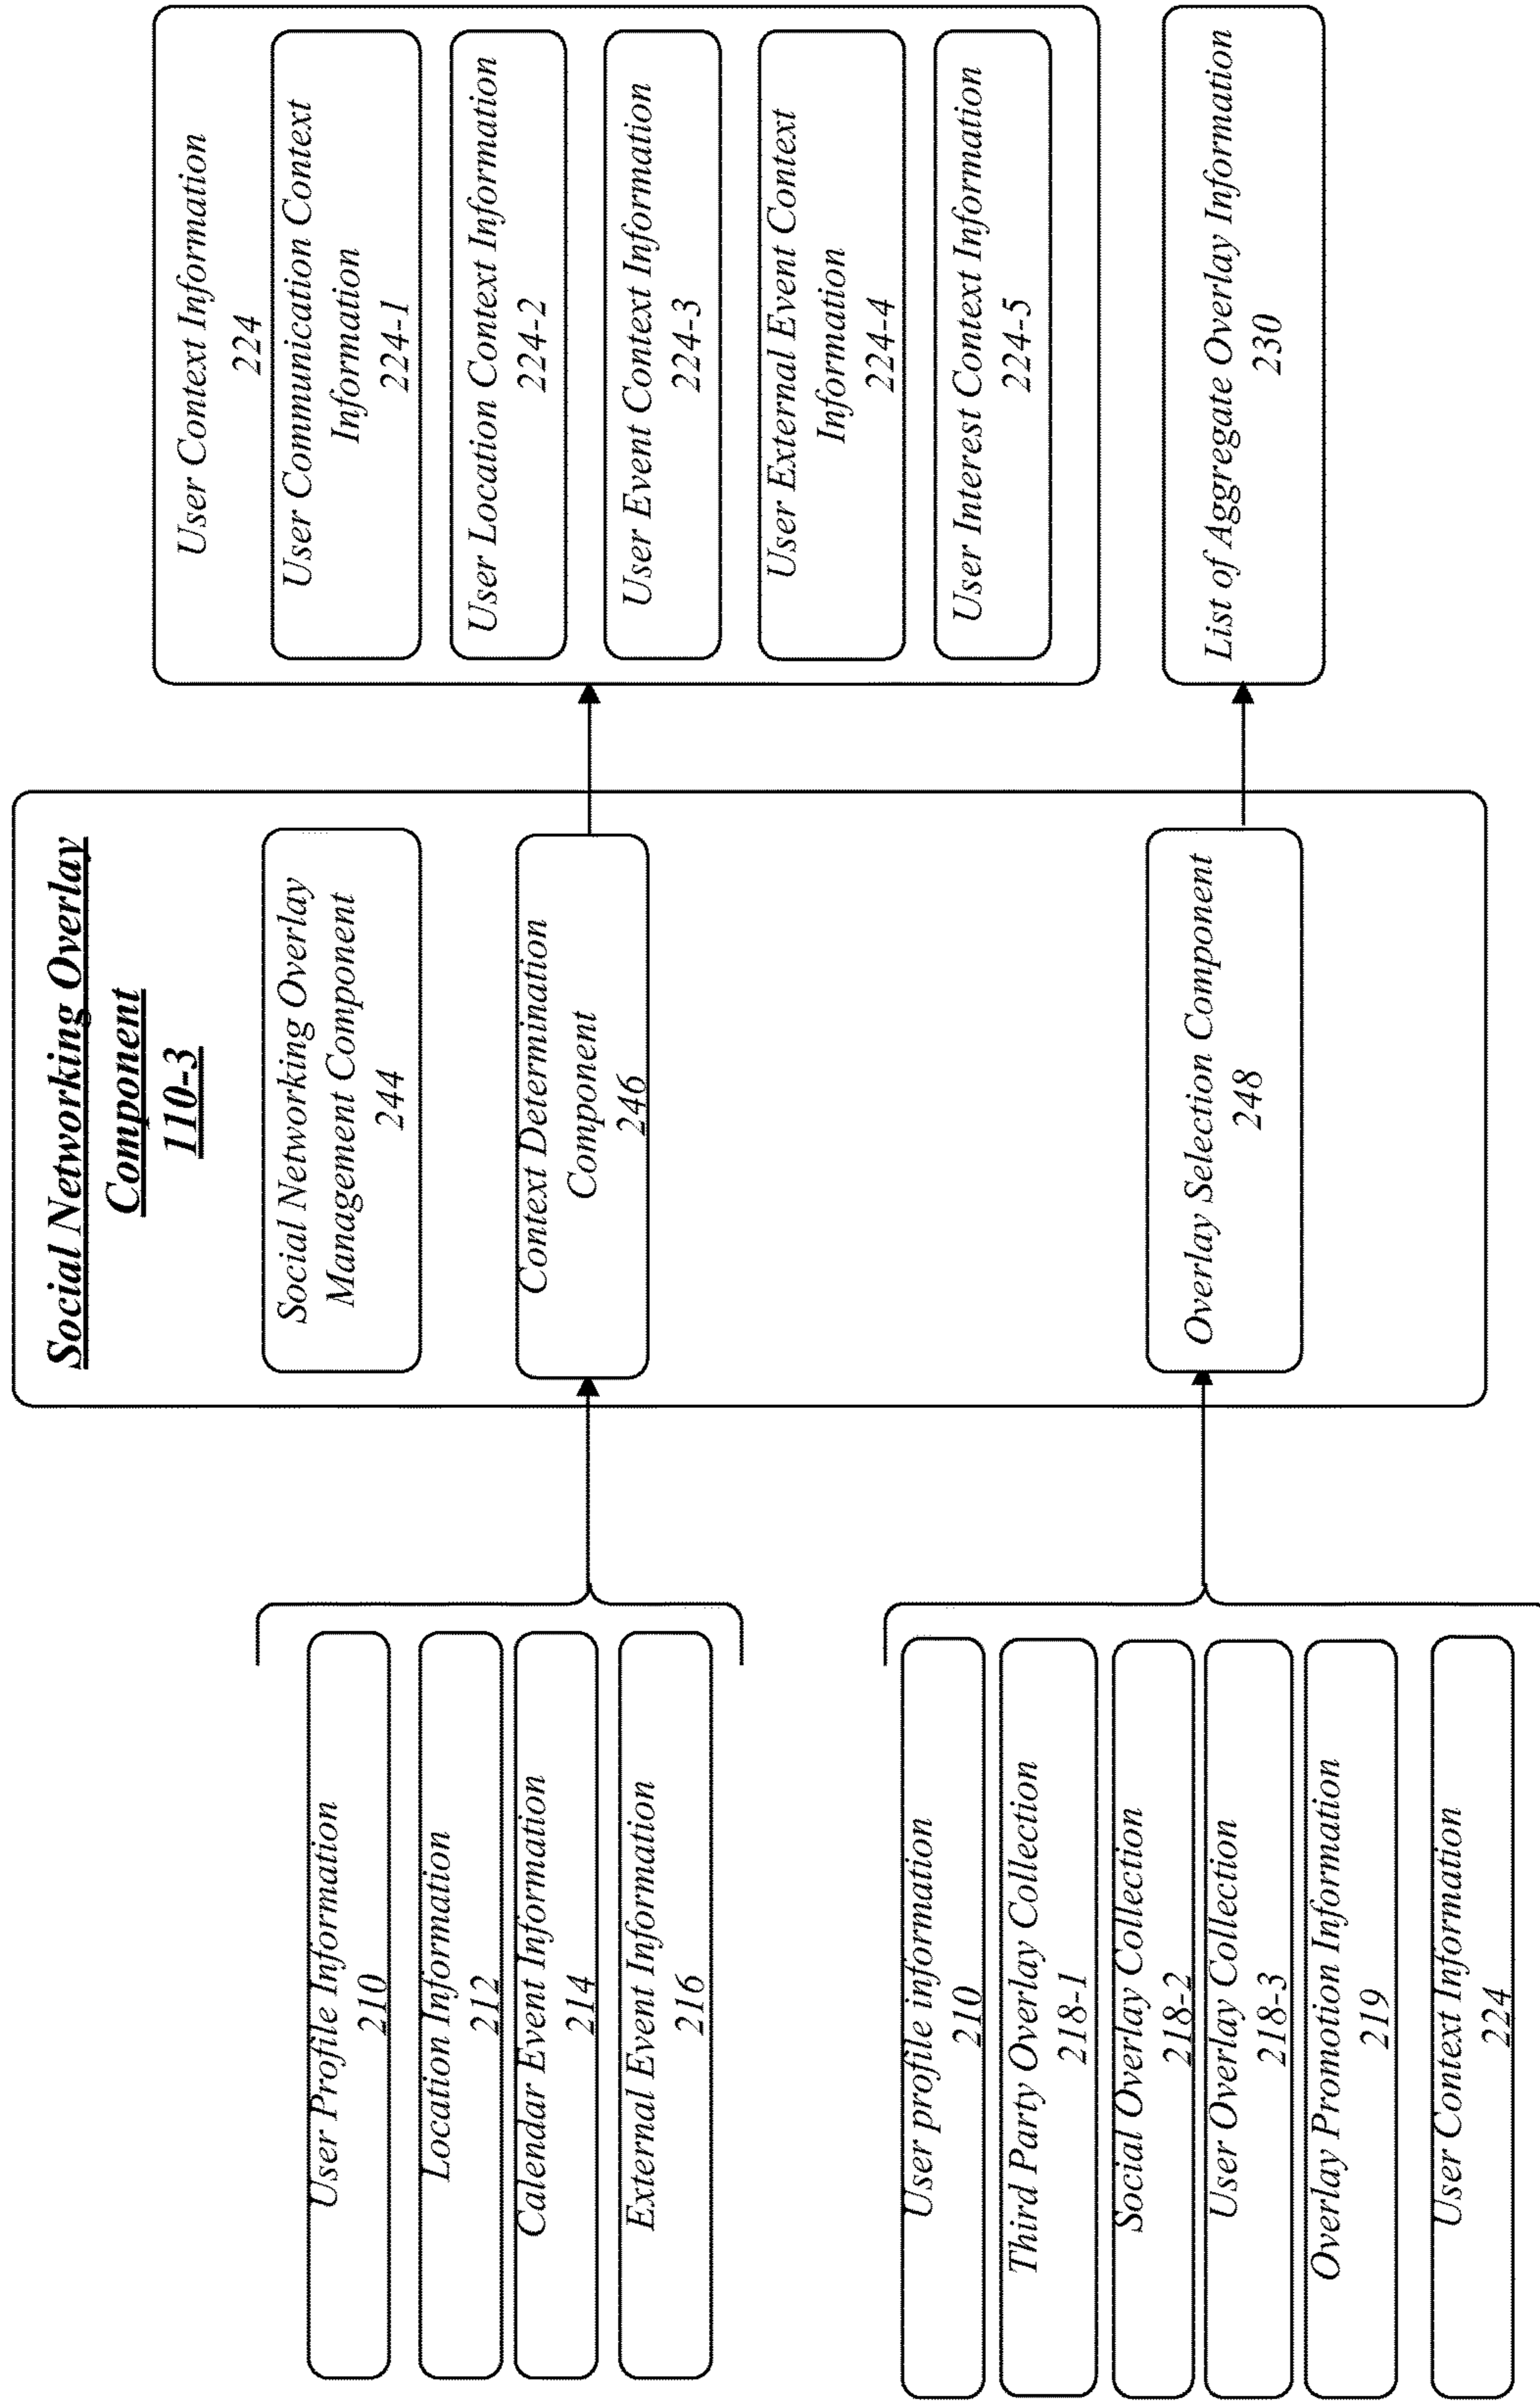 User Profile Information
210
Location Information
212
Calendar Event Information
214
External Event Information
216
User profile information
210
Third Party Overlay Collection
218-1
Social Overlay Collection
218-2
User Overlay Collection
218-3
Overlay Promotion Information
219
User Context Information
224
Social Networking Overlay
Component
110-3
Social Networking Overlay
Management Component
244
Context Determination
Component
246
Overlay Selection Component
248
User Context Information
224
User Communication Context
Information
224-1
User Location Context Information
224-2
User Event Context Information
224-3
User External Event Context
Information
224-4
User Interest Context Information
224-5
List of Aggregate Overlay Information
230